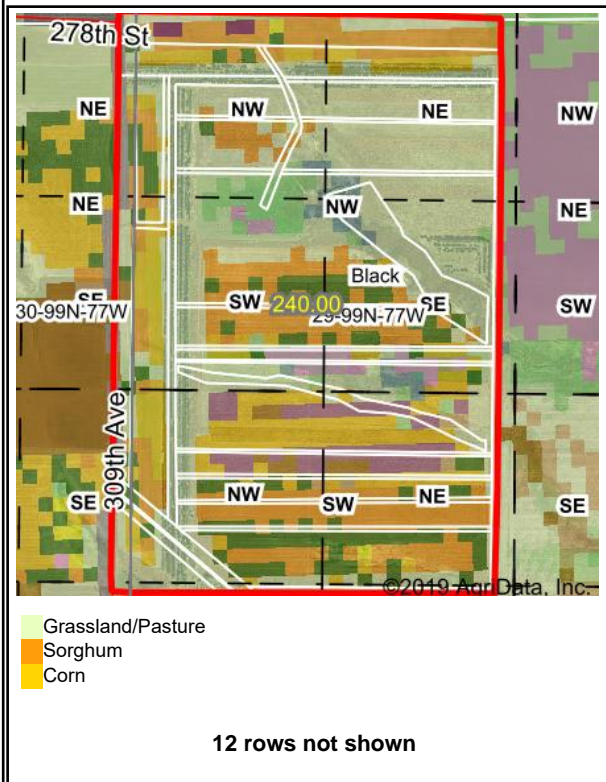 278th St
NE
NW
NE
NW
NE
NW
NE
Black
SE
SW
240.00
SE
SW
30-99N-77W
29-99N-77W
309th Ave
SE
NW
SW
NE
SE
©2019 AgriData, Inc.
Grassland/Pasture
Sorghum
Corn
12 rows not shown